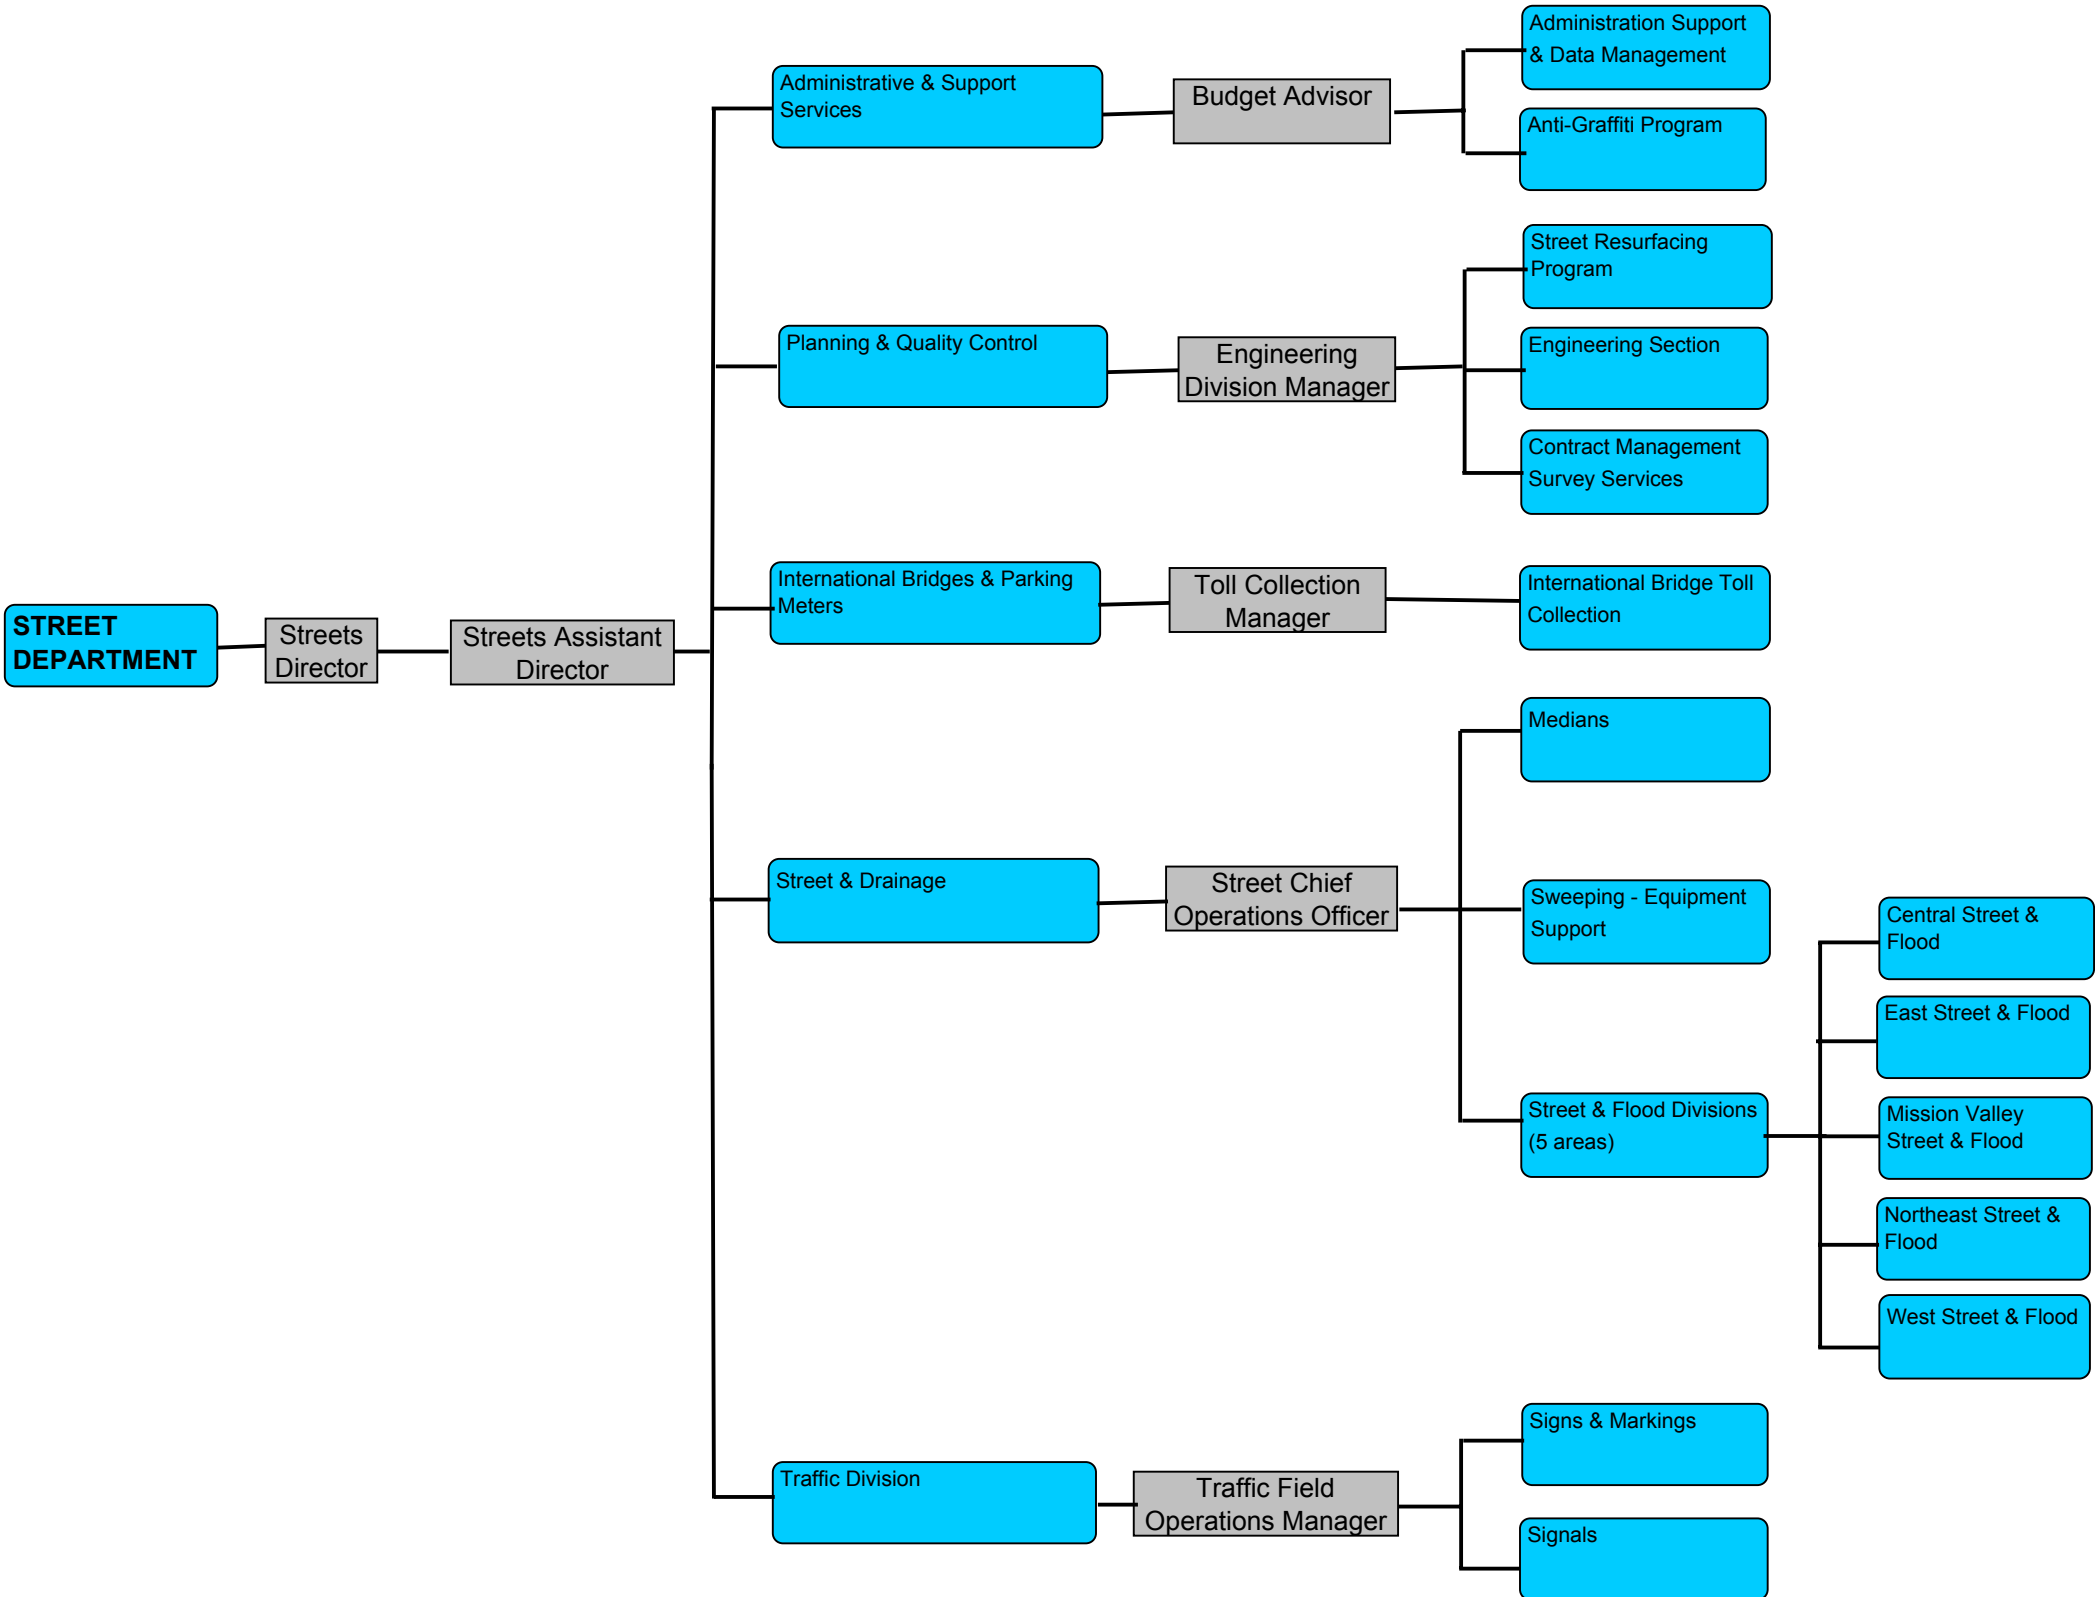 STREET
DEPARTMENT
Streets
Director
Streets Assistant
Director
Administrative & Support
Services
Budget Advisor
Administration Support
& Data Management
Anti-Graffiti Program
Planning & Quality Control
Engineering
Division Manager
Street Resurfacing
Program
Engineering Section
Contract Management
Survey Services
International Bridges & Parking
Meters
Toll Collection
Manager
International Bridge Toll
Collection
Street & Drainage
Street Chief
Operations Officer
Medians
Sweeping - Equipment
Support
Street & Flood Divisions
(5 areas)
Central Street &
Flood
East Street & Flood
Mission Valley
Street & Flood
Northeast Street &
Flood
West Street & Flood
Traffic Division
Traffic Field
Operations Manager
Signs & Markings
Signals